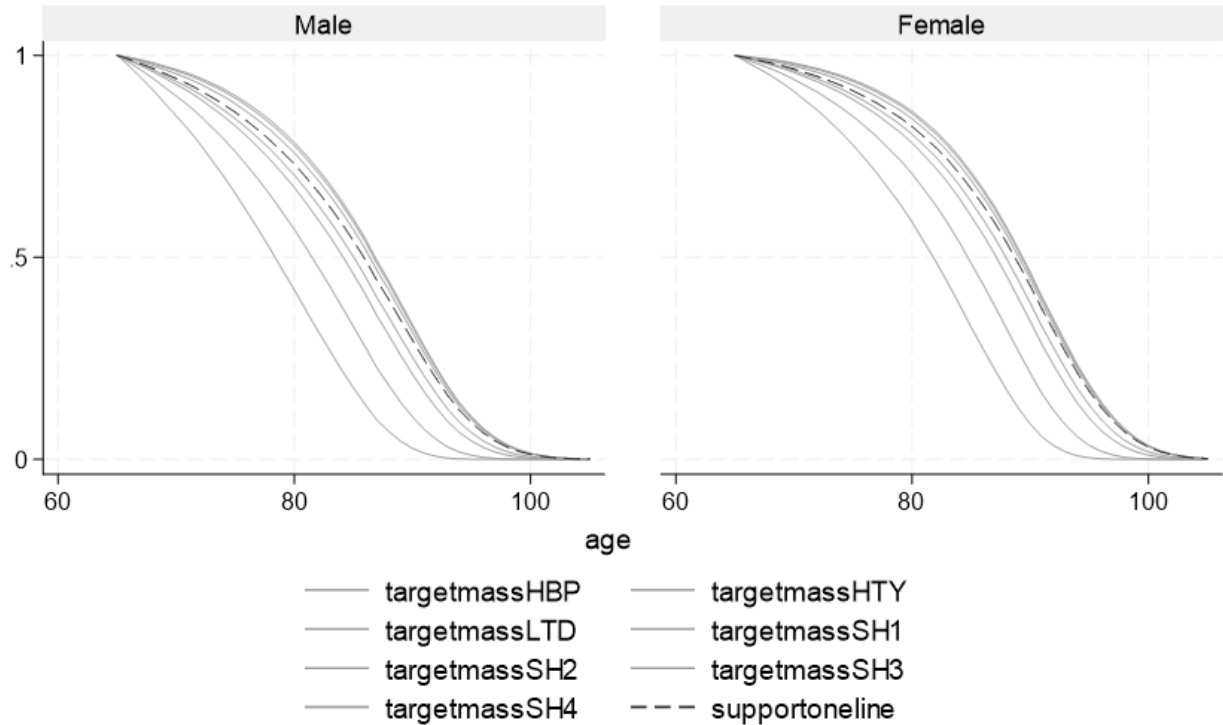 Male Female
1
.5
0
60 80 100 60 80 100
age
targetmassHBP targetmassHTY
targetmassLTD targetmassSH1
targetmassSH2 targetmassSH3
targetmassSH4 supportoneline